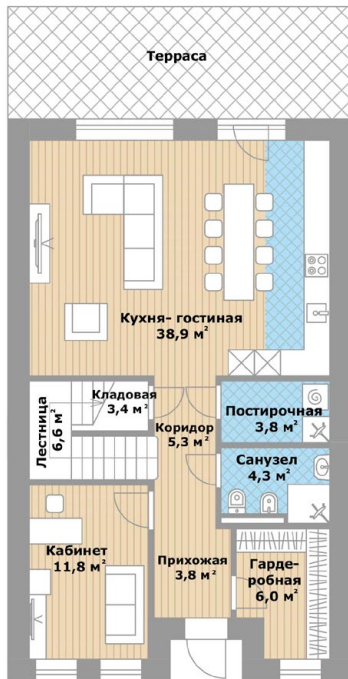 Терраса
Кухня- гостиная
38,9 м²
Кладовая
3,4 м²
Лестница
6,6 м²
Коридор
5,3 м²
Постирочная
3,8 м²
Санузел
4,3 м²
Кабинет
11,8 м²
Прихожая
3,8 м²
Гарде-
робная
6,0 м²